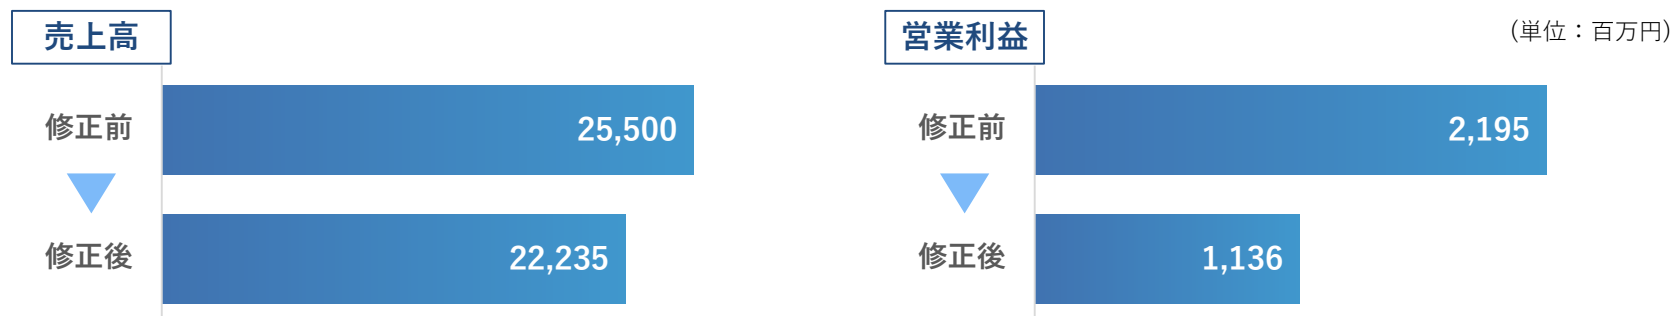 売上高
修正前
25,500
修正後
22,235
営業利益
(単位：百万円)
修正前
2,195
修正後
1,136